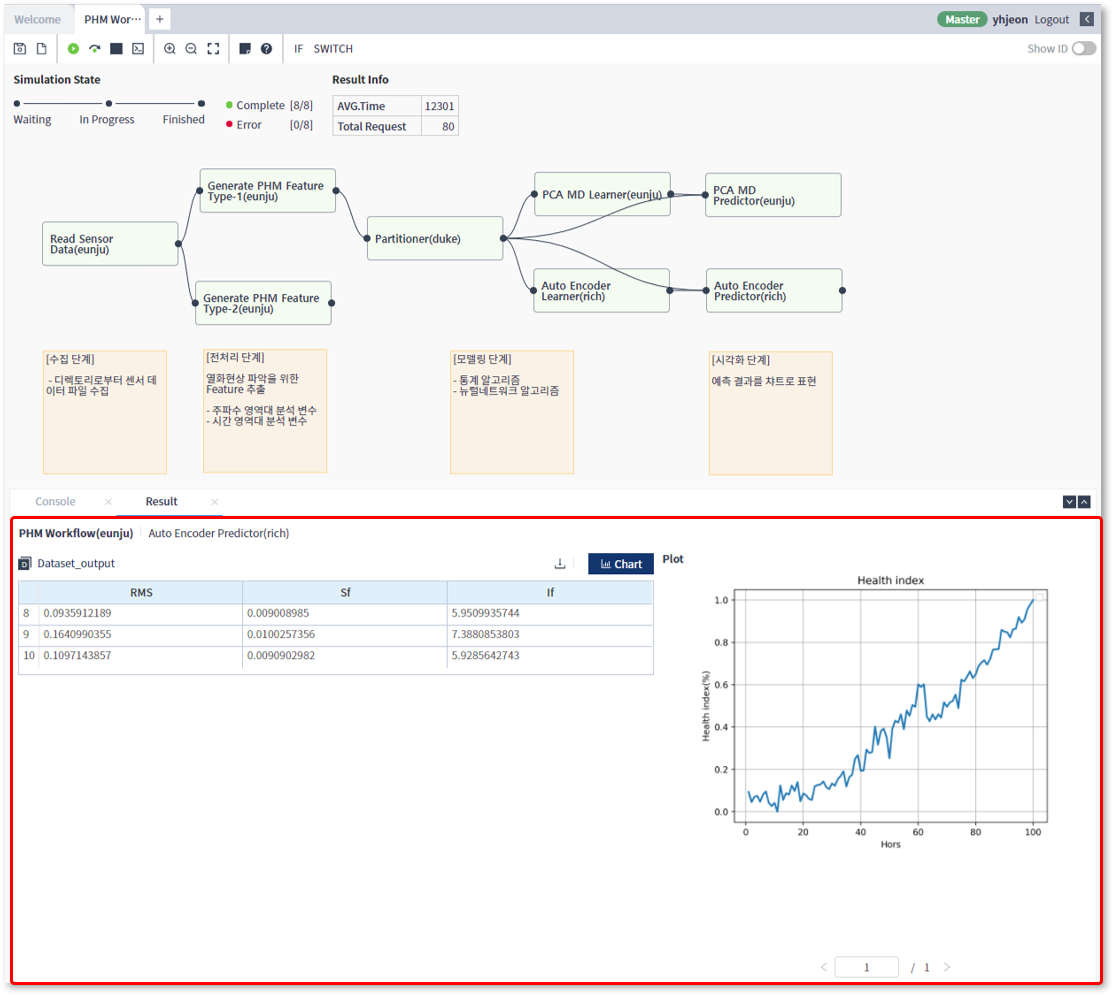 Welcome
PHM Wor···
+
Master yhjeon Logout
IF SWITCH
Show ID
Simulation State
Waiting In Progress Finished
Complete [8/8]
Error [0/8]
Result Info
AVG.Time 12301
Total Request 80
Read Sensor
Data(eunju)
Generate PHM Feature
Type-1(eunju)
Generate PHM Feature
Type-2(eunju)
Partitioner(duke)
PCA MD Learner(eunju)
PCA MD
Predictor(eunju)
Auto Encoder
Learner(rich)
Auto Encoder
Predictor(rich)
[수집 단계]
- 디렉토리로부터 센서 데
이터 파일 수집
[전처리 단계]
열화현상 파악을 위한
Feature 추출
- 주파수 영역대 분석 변수
- 시간 영역대 분석 변수
[모델링 단계]
- 통계 알고리즘
- 뉴럴네트워크 알고리즘
[시각화 단계]
예측 결과를 챠트로 표현
Console
Result
PHM Workflow(eunju) Auto Encoder Predictor(rich)
D Dataset_output
Chart
RMS Sf If
8 0.0935912189 0.009008985 5.9509935744
9 0.1640990355 0.0100257356 7.3880853803
10 0.1097143857 0.0090902982 5.9285642743
Plot
Health index
Health index(%)
1.0
0.8
0.6
0.4
0.2
0.0
0 20 40 60 80 100
Hors
< 1 / 1 >